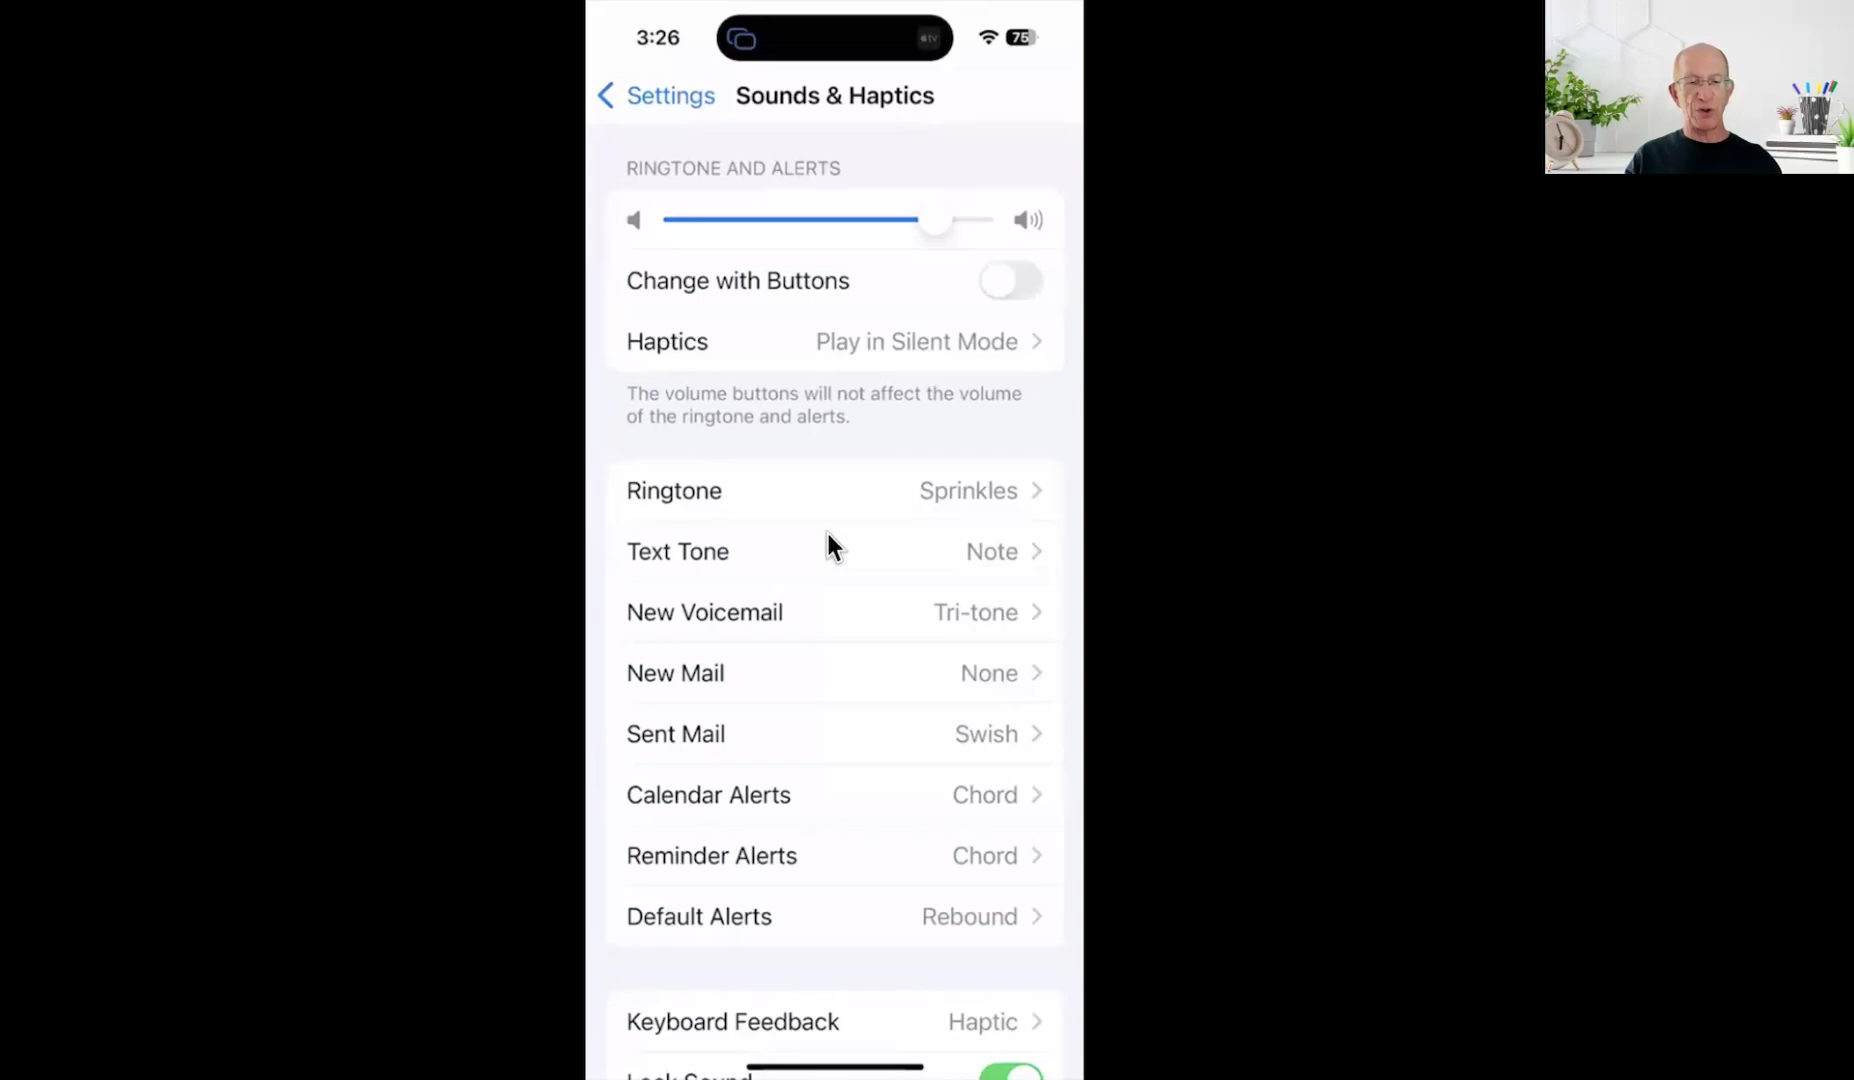 3:26
tv
75
Settings
Sounds & Haptics
RINGTONE AND ALERTS
Change with Buttons
Haptics
Play in Silent Mode
The volume buttons will not affect the volume
of the ringtone and alerts.
Ringtone
Sprinkles
Text Tone
Note
New Voicemail
Tri-tone
New Mail
None
Sent Mail
Swish
Calendar Alerts
Chord
Reminder Alerts
Chord
Default Alerts
Rebound
Keyboard Feedback
Haptic
Lock Sound